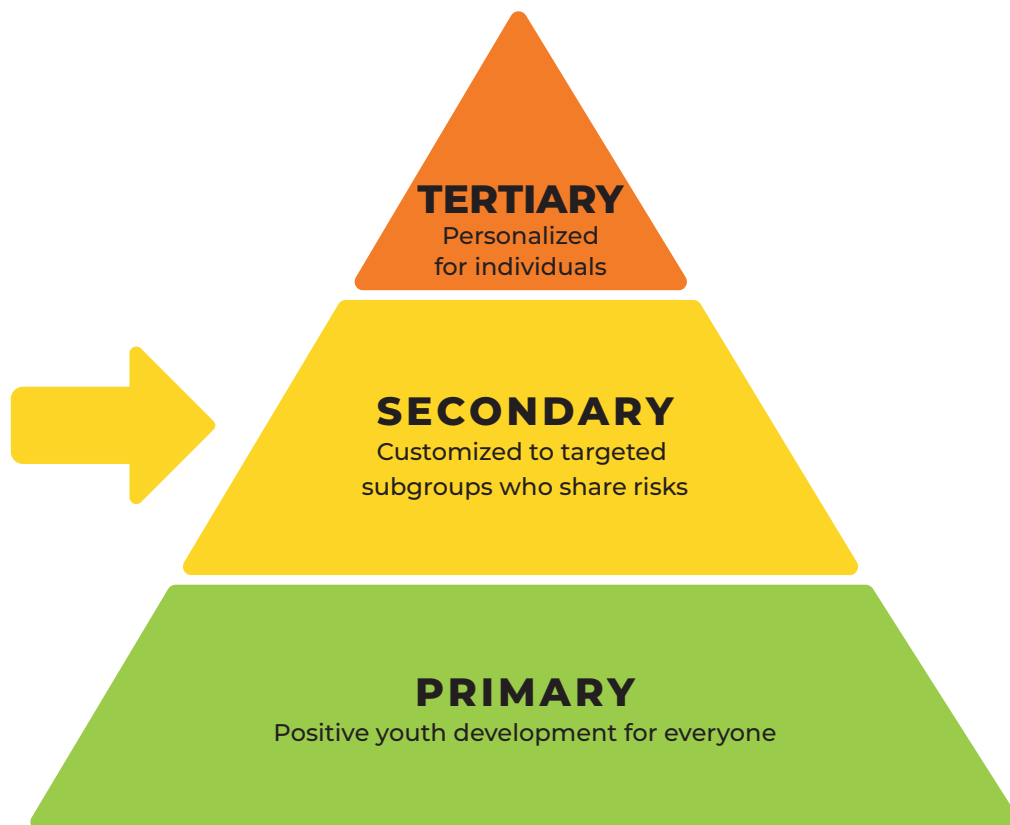 TERTIARY
Personalized
for individuals
SECONDARY
Customized to targeted
subgroups who share risks
PRIMARY
Positive youth development for everyone